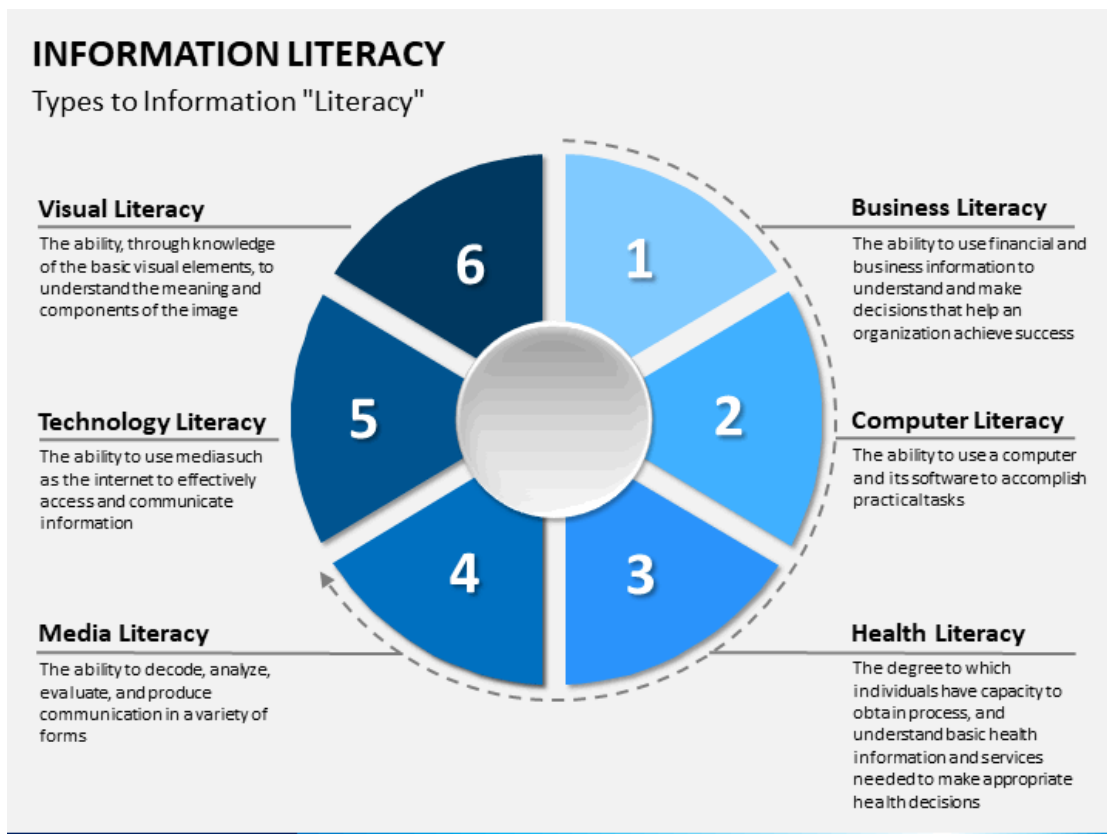 INFORMATION LITERACY
Types to Information "Literacy"
Visual Literacy
The ability, through knowledge
of the basic visual elements, to
understand the meaning and
components of the image
Technology Literacy
The ability to use media such
as the internet to effectively
access and communicate
information
Media Literacy
The ability to decode, analyze,
evaluate, and produce
communication in a variety of
forms
6
1
5
2
4
3
Business Literacy
The ability to use financial and
business information to
understand and make
decisions that help an
organization achieve success
Computer Literacy
The ability to use a computer
and its software to accomplish
practical tasks
Health Literacy
The degree to which
individuals have capacity to
obtain process, and
understand basic health
information and services
needed to make appropriate
health decisions